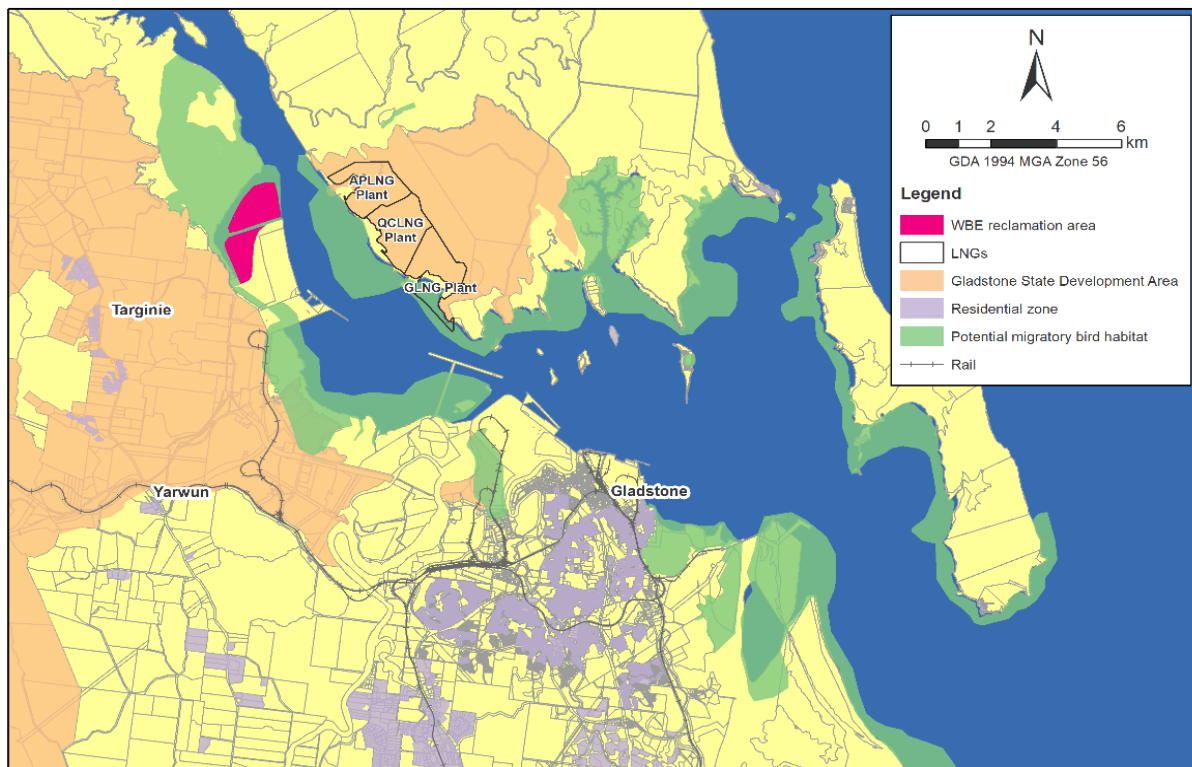 N
0 1 2 4 6
km
GDA 1994 MGA Zone 56
Legend
WBE reclamation area
LNGs
Gladstone State Development Area
Residential zone
Potential migratory bird habitat
Rail
APLNG
Plant
QCLNG
Plant
GLNG Plant
Targinie
Yarwun
Gladstone